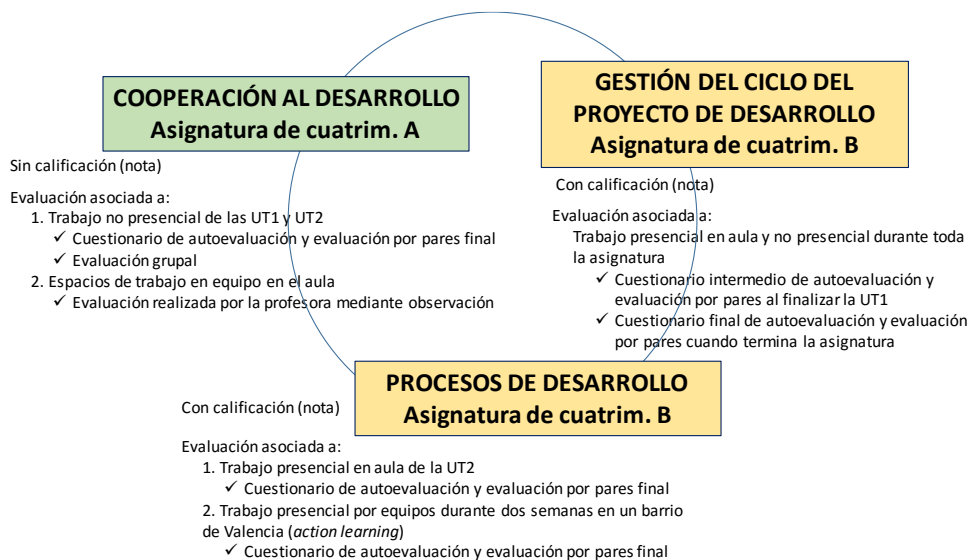 COOPERACIÓN AL DESARROLLO
Asignatura de cuatrim. A
Sin calificación (nota)
Evaluación asociada a:
1. Trabajo no presencial de las UT1 y UT2
✓ Cuestionario de autoevaluación y evaluación por pares final
✓ Evaluación grupal
2. Espacios de trabajo en equipo en el aula
✓ Evaluación realizada por la profesora mediante observación
GESTIÓN DEL CICLO DEL
PROYECTO DE DESARROLLO
Asignatura de cuatrim. B
Con calificación (nota)
Evaluación asociada a:
Trabajo presencial en aula y no presencial durante toda
la asignatura
✓ Cuestionario intermedio de autoevaluación y
evaluación por pares al finalizar la UT1
✓ Cuestionario final de autoevaluación y evaluación
por pares cuando termina la asignatura
PROCESOS DE DESARROLLO
Asignatura de cuatrim. B
Con calificación (nota)
Evaluación asociada a:
1. Trabajo presencial en aula de la UT2
✓ Cuestionario de autoevaluación y evaluación por pares final
2. Trabajo presencial por equipos durante dos semanas en un barrio
de Valencia (action learning)
✓ Cuestionario de autoevaluación y evaluación por pares final